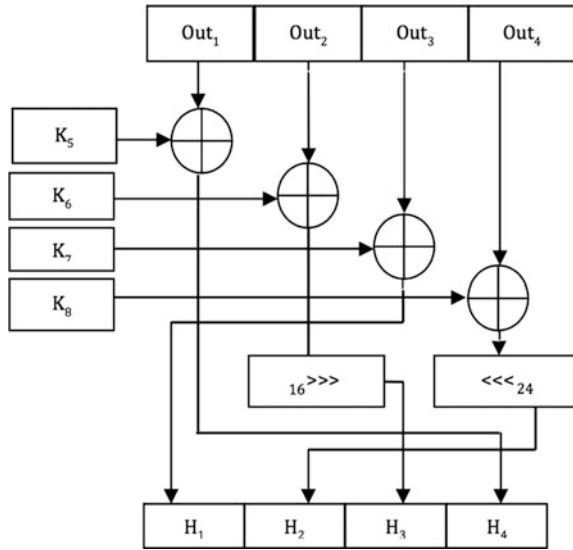 Out₁ Out₂ Out₃ Out₄
K₅
K₆
K₇
K₈
₁₆>>> <<<₂₄
H₁ H₂ H₃ H₄